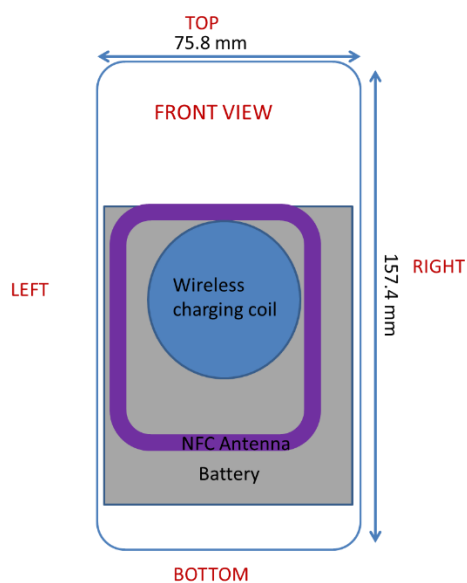 TOP
75.8 mm
FRONT VIEW
LEFT
RIGHT
157.4 mm
Wireless
charging coil
NFC Antenna
Battery
BOTTOM